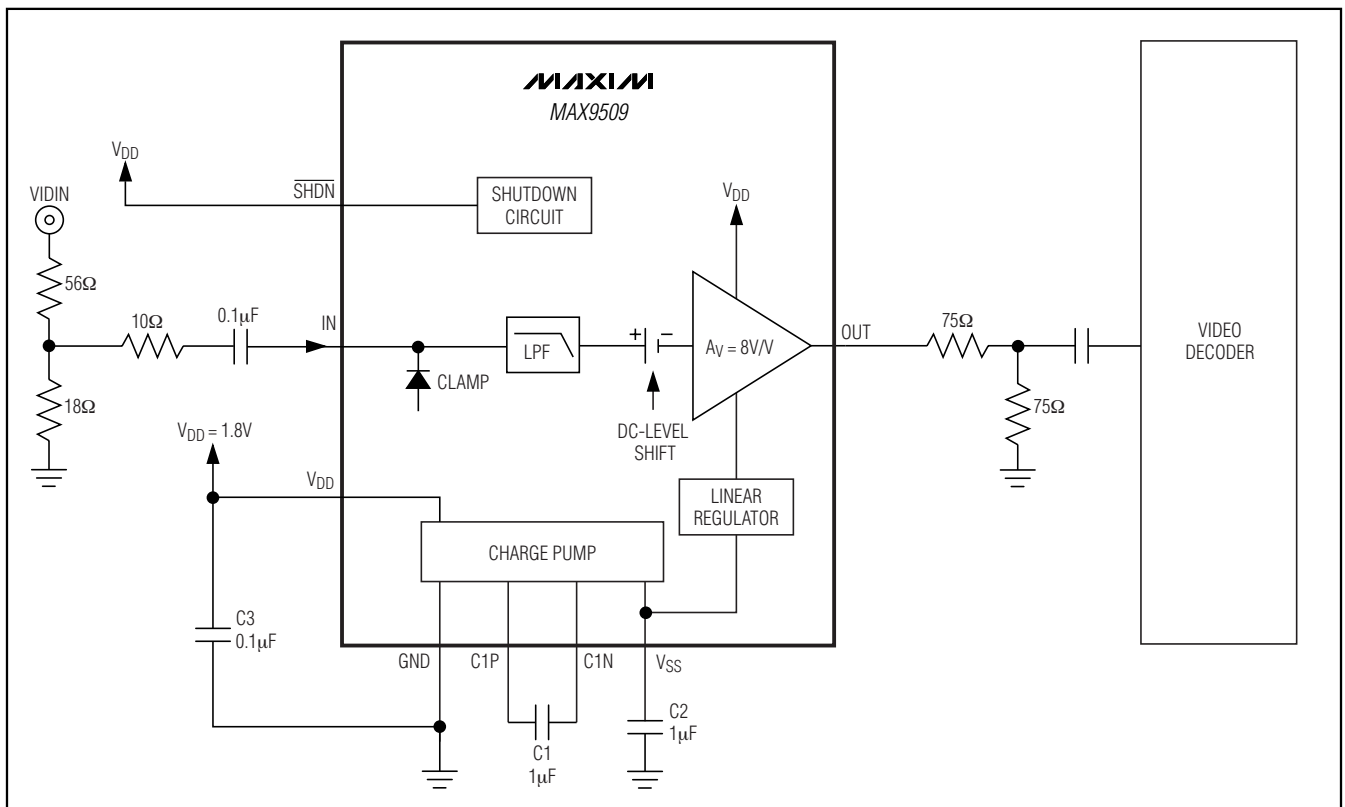 MAXIM
MAX9509
VDD
SHDN
SHUTDOWN
CIRCUIT
VDD
VIDIN
56Ω
10Ω
0.1μF
IN
LPF
+ −
AV = 8V/V
OUT
75Ω
VIDEO
DECODER
CLAMP
18Ω
75Ω
DC-LEVEL
SHIFT
VDD = 1.8V
VDD
LINEAR
REGULATOR
CHARGE PUMP
C3
0.1μF
GND
C1P
C1N
VSS
C2
1μF
C1
1μF